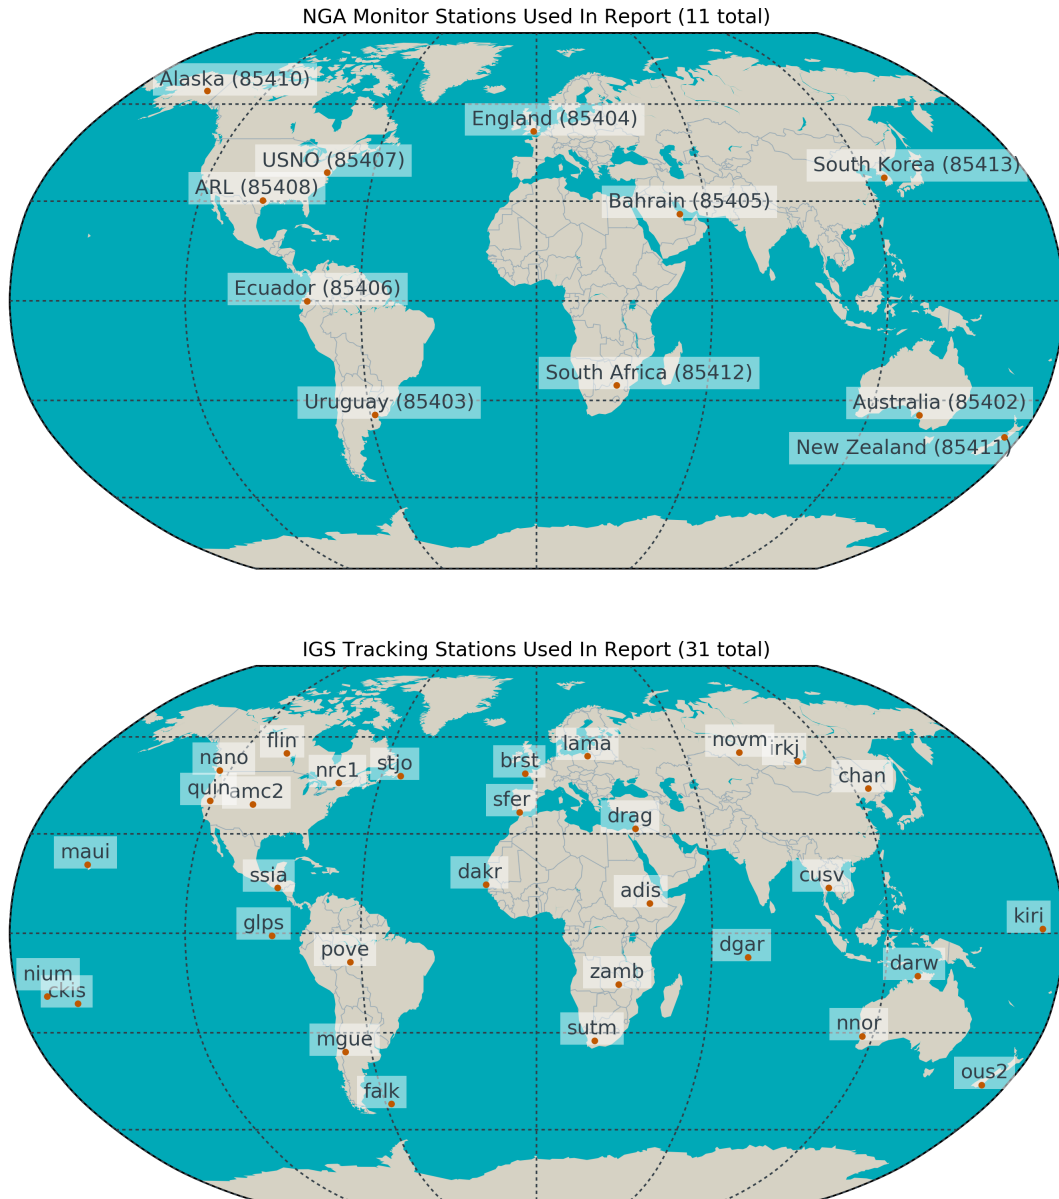 NGA Monitor Stations Used In Report (11 total)
Alaska (85410)
England (85404)
USNO (85407)
South Korea (85413)
ARL (85408)
Bahrain (85405)
Ecuador (85406)
South Africa (85412)
Uruguay (85403)
Australia (85402)
New Zealand (85411)
IGS Tracking Stations Used In Report (31 total)
flin
lama
novm
irkj
nano
nrc1
stjo
brst
chan
quin
amc2
sfer
drag
maui
ssia
dakr
adis
cusv
glps
kiri
pove
dgar
nium
ckis
zamb
darw
mgue
sutm
nnor
falk
ous2